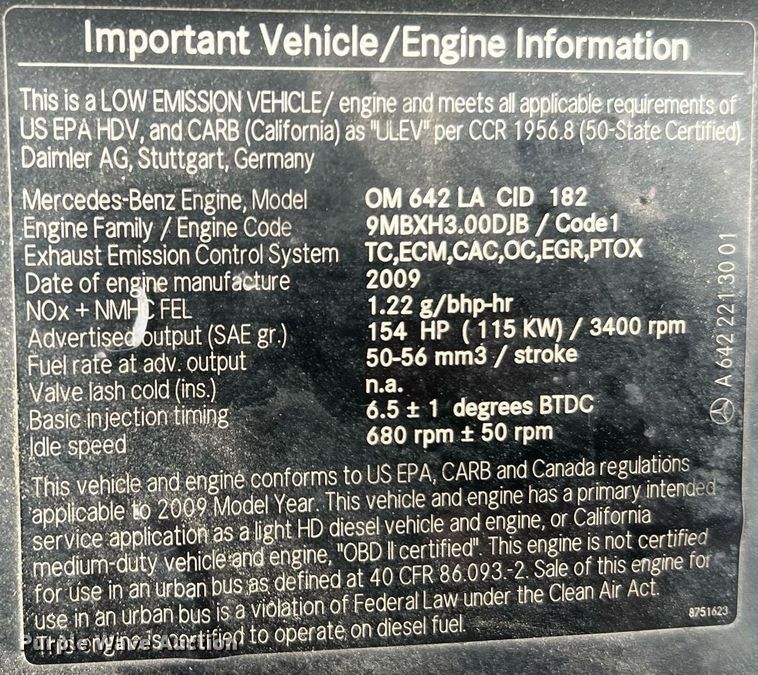 Important Vehicle/Engine Information
This is a LOW EMISSION VEHICLE/ engine and meets all applicable requirements of
US EPA HDV, and CARB (California) as "ULEV" per CCR 1956.8 (50-State Certified).
Daimler AG, Stuttgart, Germany
Mercedes-Benz Engine, Model OM 642 LA CID 182
Engine Family / Engine Code 9MBXH3.00DJB / Code1
Exhaust Emission Control System TC,ECM,CAC,OC,EGR,PTOX
Date of engine manufacture 2009
NOx + NMHC FEL 1.22 g/bhp-hr
Advertised output (SAE gr.) 154 HP ( 115 KW) / 3400 rpm
Fuel rate at adv. output 50-56 mm3 / stroke
Valve lash cold (ins.) n.a.
Basic injection timing 6.5 ± 1 degrees BTDC
Idle speed 680 rpm ± 50 rpm
A 642 221 30 01
This vehicle and engine conforms to US EPA, CARB and Canada regulations
applicable to 2009 Model Year. This vehicle and engine has a primary intended
service application as a light HD diesel vehicle and engine, or California
medium-duty vehicle and engine, "OBD II certified". This engine is not certified
for use in an urban bus as defined at 40 CFR 86.093-2. Sale of this engine for
use in an urban bus is a violation of Federal Law under the Clean Air Act.
This engine is certified to operate on diesel fuel.
8751623
Purple Wave Auction